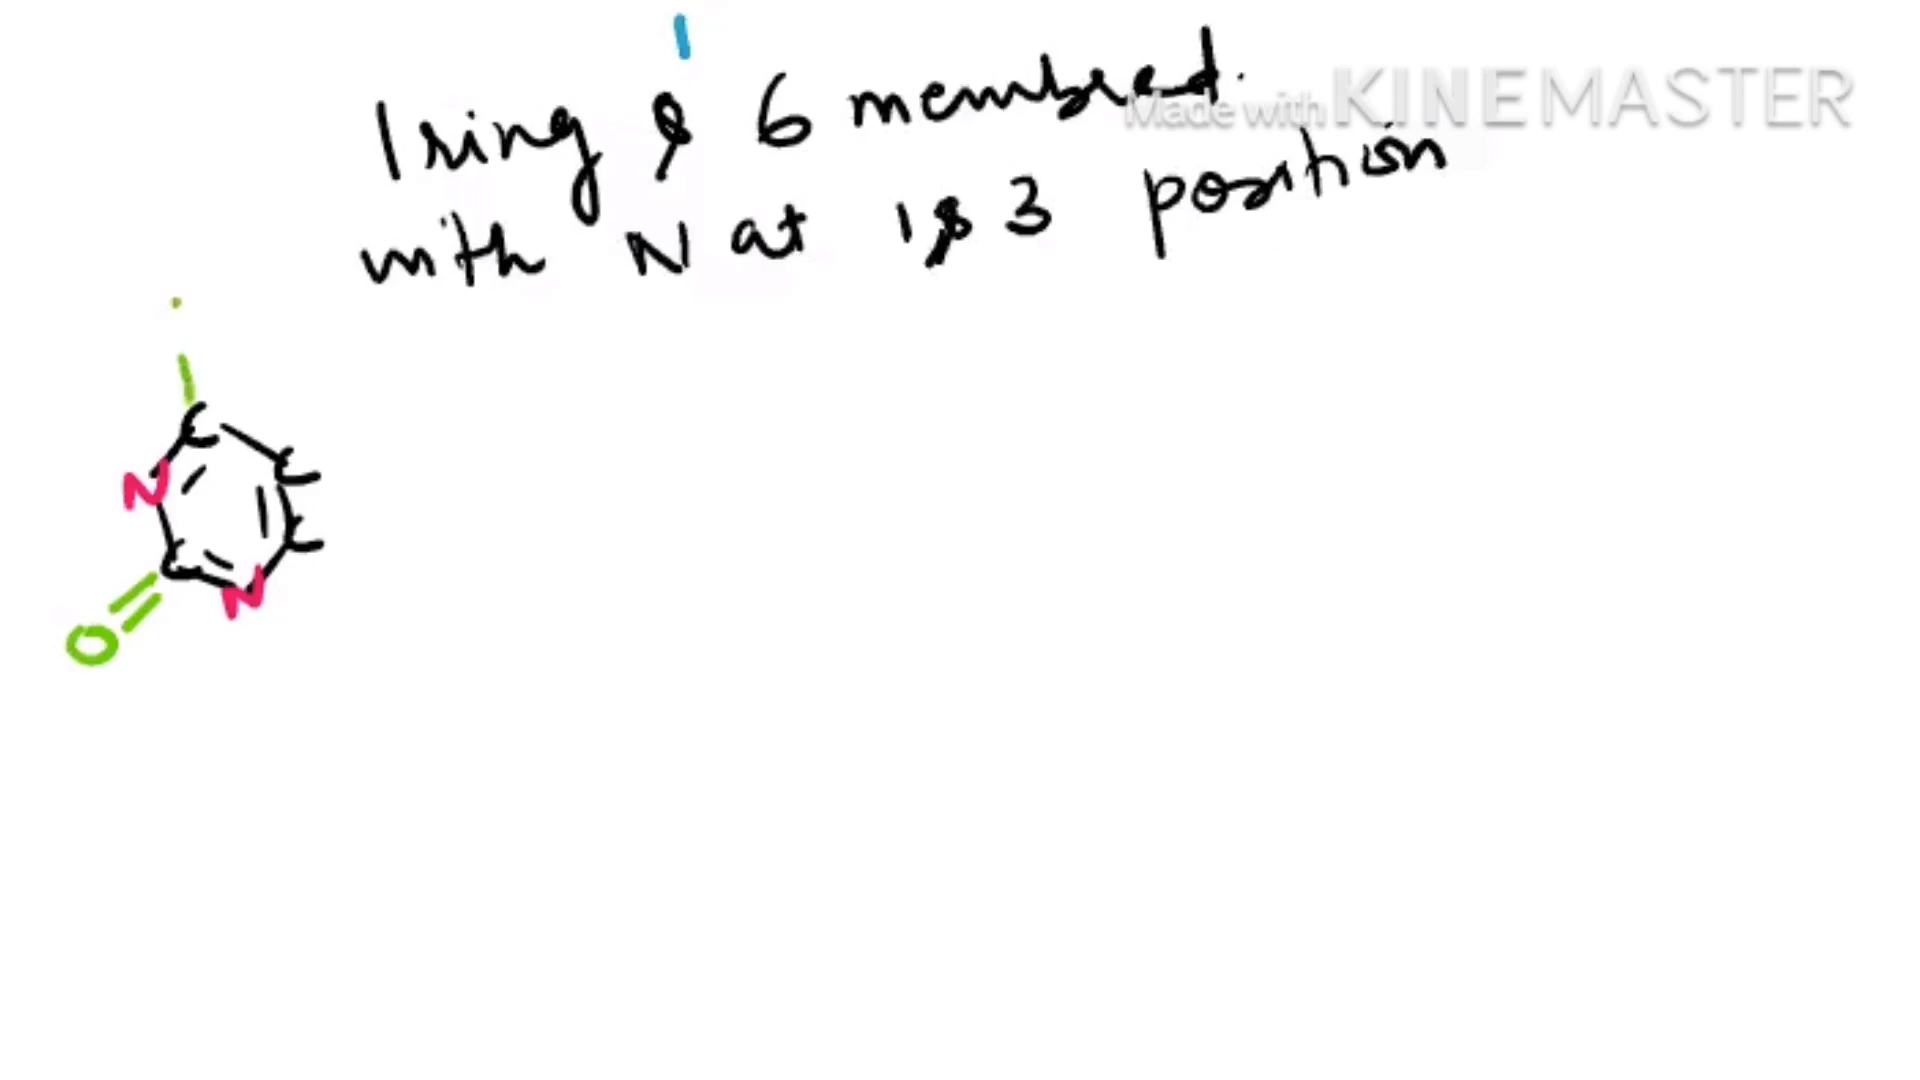 1 ring & 6 membered.
Made with KINEMASTER
with N at 1 & 3 position
C
C
N
C
C
N
O